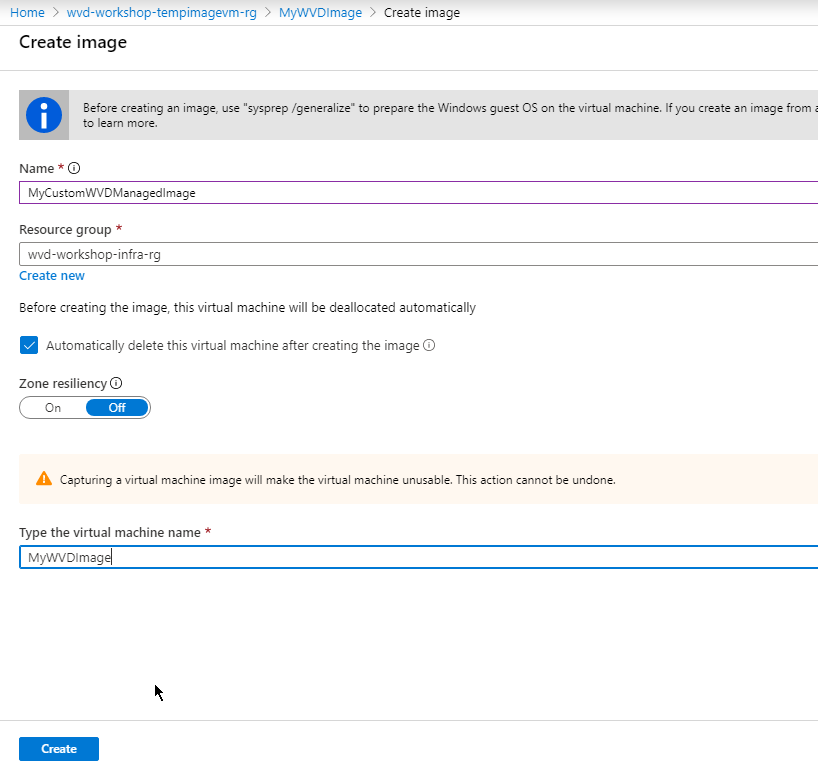 Home > wvd-workshop-tempimagevm-rg > MyWVDImage > Create image
Create image
Before creating an image, use "sysprep /generalize" to prepare the Windows guest OS on the virtual machine. If you create an image from a
to learn more.
Name *
MyCustomWVDManagedImage
Resource group *
wvd-workshop-infra-rg
Create new
Before creating the image, this virtual machine will be deallocated automatically
Automatically delete this virtual machine after creating the image
Zone resiliency
On Off
Capturing a virtual machine image will make the virtual machine unusable. This action cannot be undone.
Type the virtual machine name *
MyWVDImage
Create